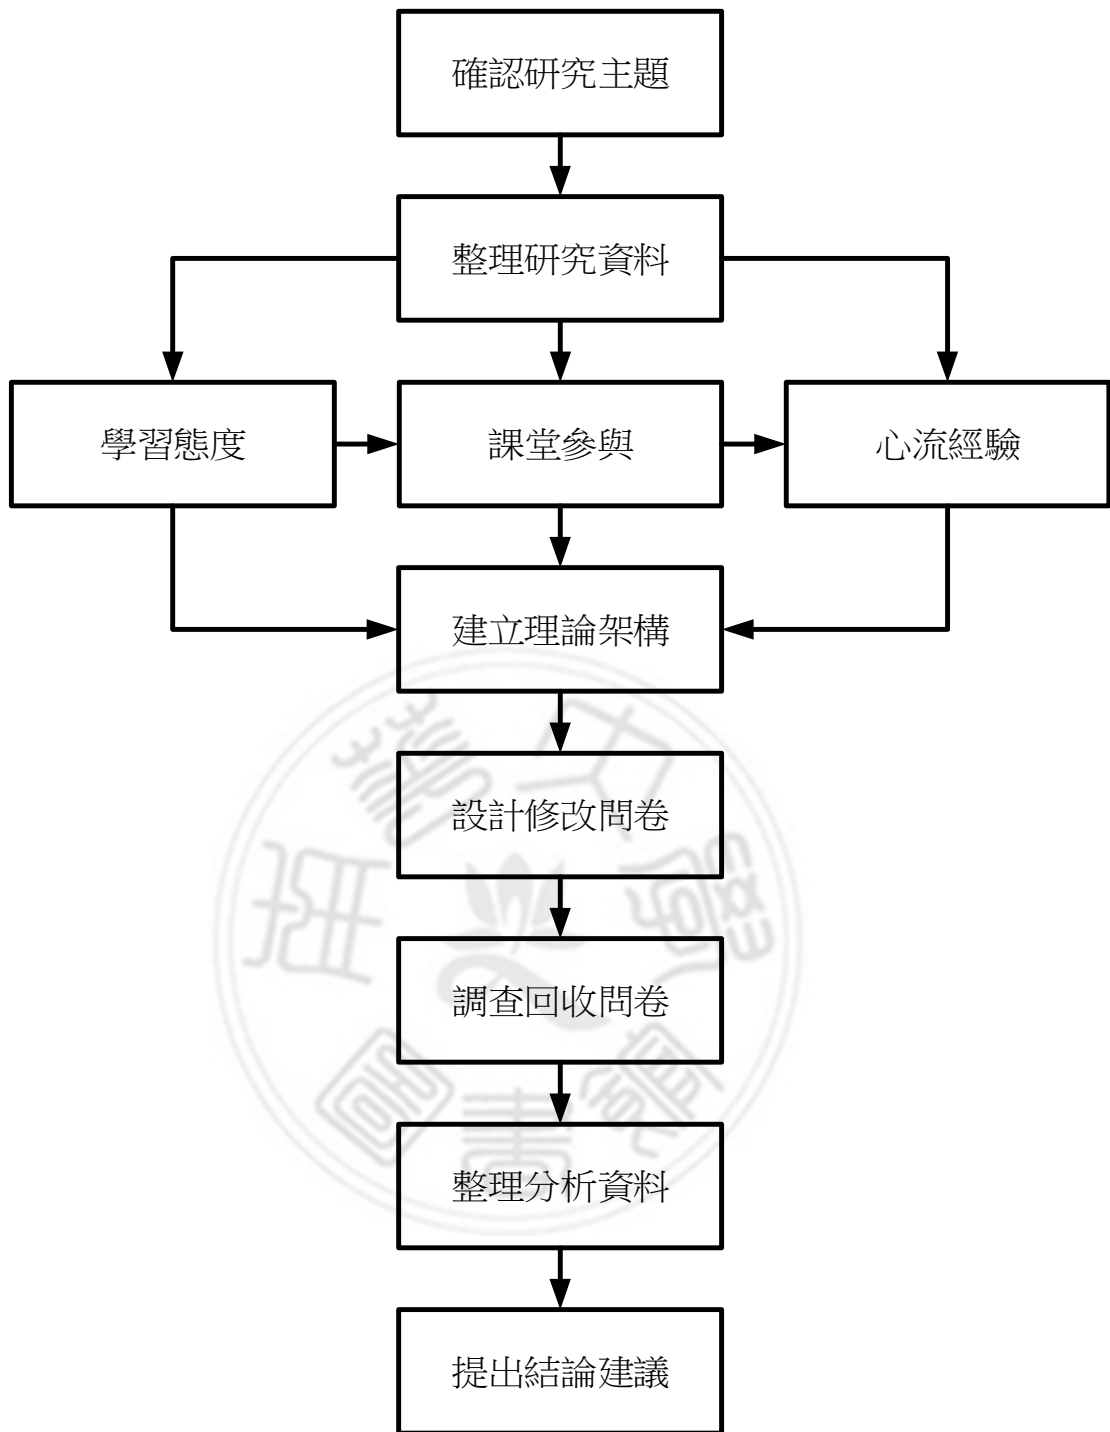 確認研究主題
整理研究資料
學習態度
課堂參與
心流經驗
建立理論架構
設計修改問卷
調查回收問卷
整理分析資料
提出結論建議